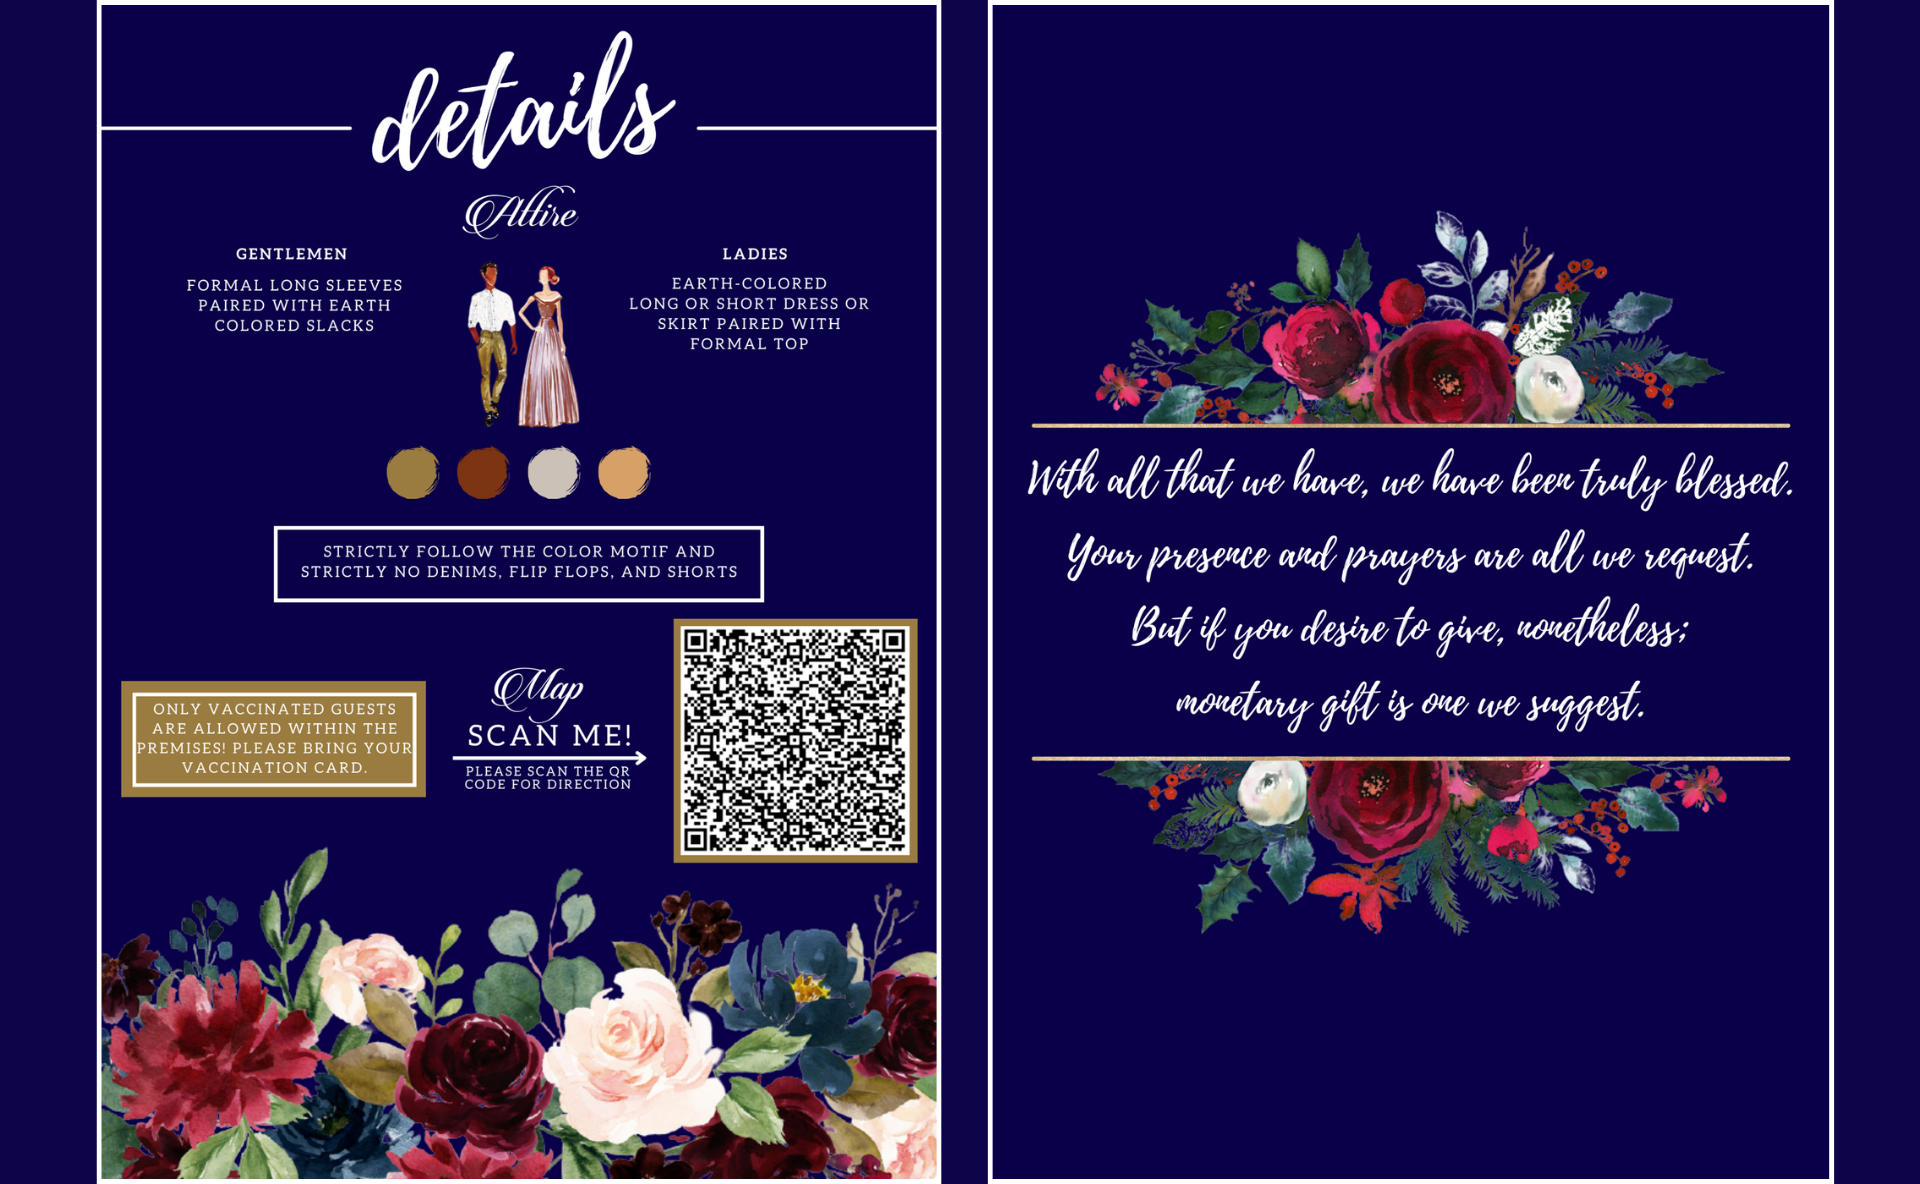 details
Attire
GENTLEMEN
FORMAL LONG SLEEVES
PAIRED WITH EARTH
COLORED SLACKS
LADIES
EARTH-COLORED
LONG OR SHORT DRESS OR
SKIRT PAIRED WITH
FORMAL TOP
STRICTLY FOLLOW THE COLOR MOTIF AND
STRICTLY NO DENIMS, FLIP FLOPS, AND SHORTS
ONLY VACCINATED GUESTS
ARE ALLOWED WITHIN THE
PREMISES! PLEASE BRING YOUR
VACCINATION CARD.
Map
SCAN ME!
PLEASE SCAN THE QR
CODE FOR DIRECTION
With all that we have, we have been truly blessed.
Your presence and prayers are all we request.
But if you desire to give, nonetheless;
monetary gift is one we suggest.